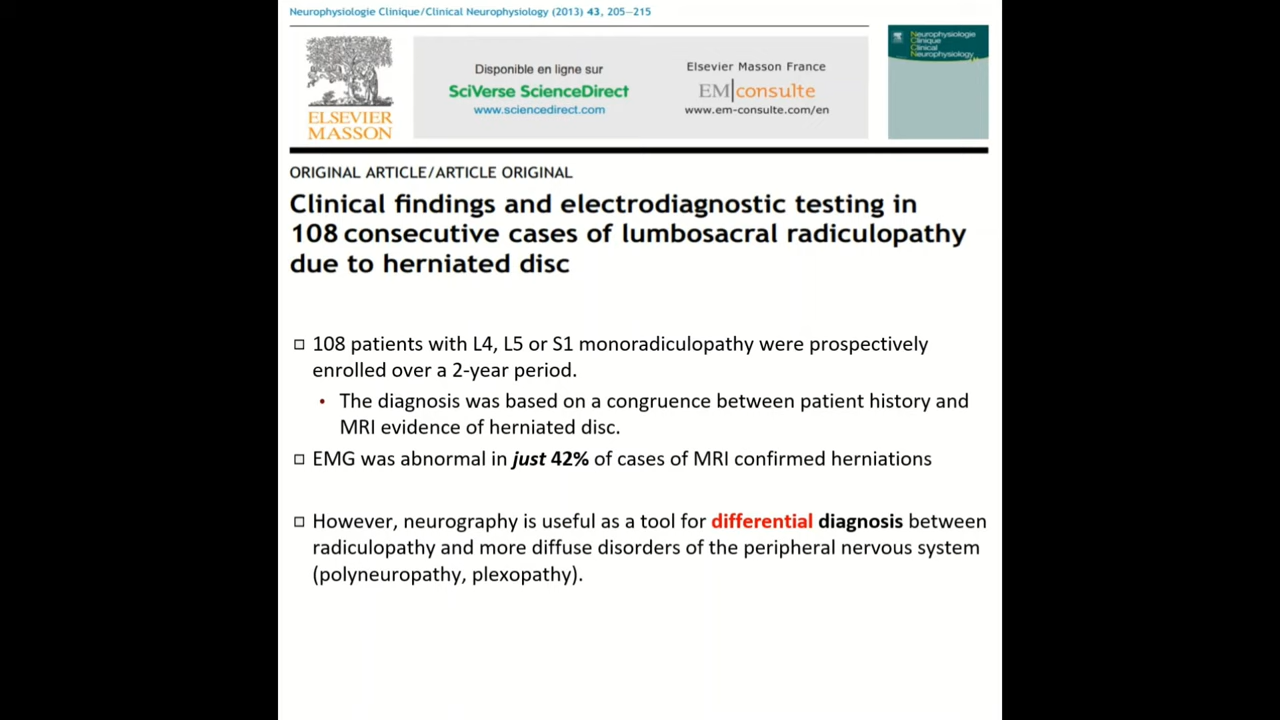 Neurophysiologie Clinique/Clinical Neurophysiology (2013) 43, 205—215
ELSEVIER
MASSON
Disponible en ligne sur
SciVerse ScienceDirect
www.sciencedirect.com
Elsevier Masson France
EM|consulte
www.em-consulte.com/en
Neurophysiologie
Clinique
Clinical
Neurophysiology
ORIGINAL ARTICLE/ARTICLE ORIGINAL
Clinical findings and electrodiagnostic testing in
108 consecutive cases of lumbosacral radiculopathy
due to herniated disc
108 patients with L4, L5 or S1 monoradiculopathy were prospectively
enrolled over a 2-year period.
• The diagnosis was based on a congruence between patient history and
MRI evidence of herniated disc.
EMG was abnormal in just 42% of cases of MRI confirmed herniations
However, neurography is useful as a tool for differential diagnosis between
radiculopathy and more diffuse disorders of the peripheral nervous system
(polyneuropathy, plexopathy).